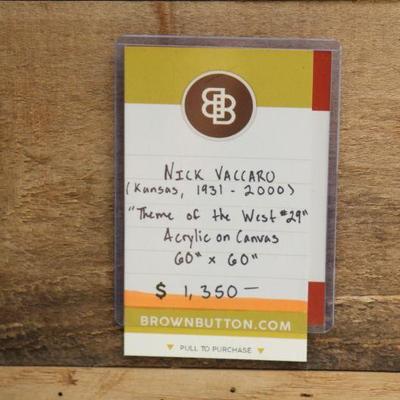 BB
NICK VACCARO
(Kansas, 1931 - 2000)
"Theme of the West #29"
Acrylic on Canvas
60" x 60"
$ 1,350—
BROWNBUTTON.COM
PULL TO PURCHASE